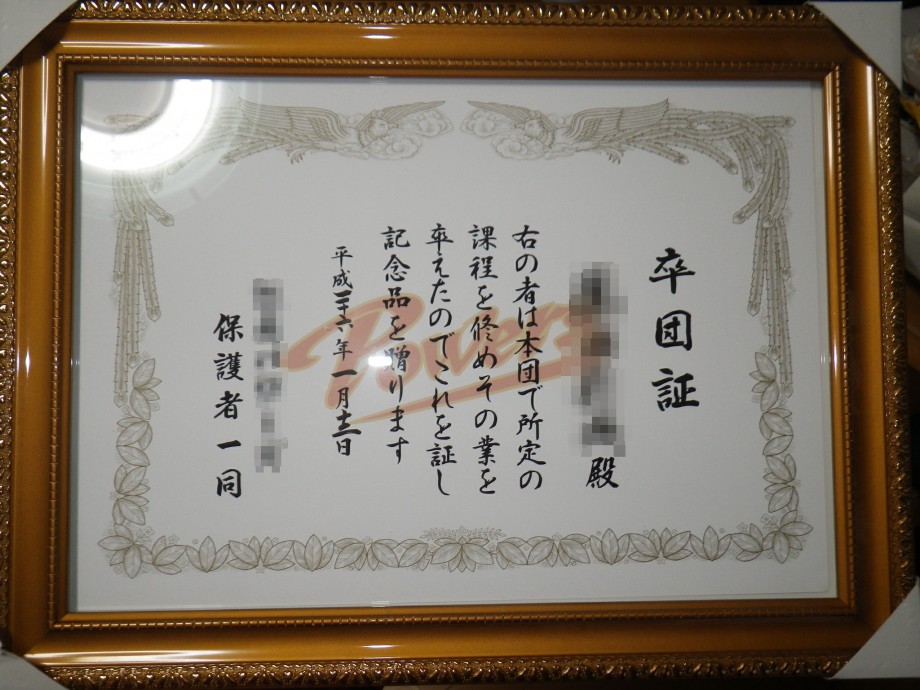 卒団証
殿
右の者は本団で所定の
課程を修めその業を
卒えたのでこれを証し
記念品を贈ります
平成二十六年一月十二日
保護者一同
Powers